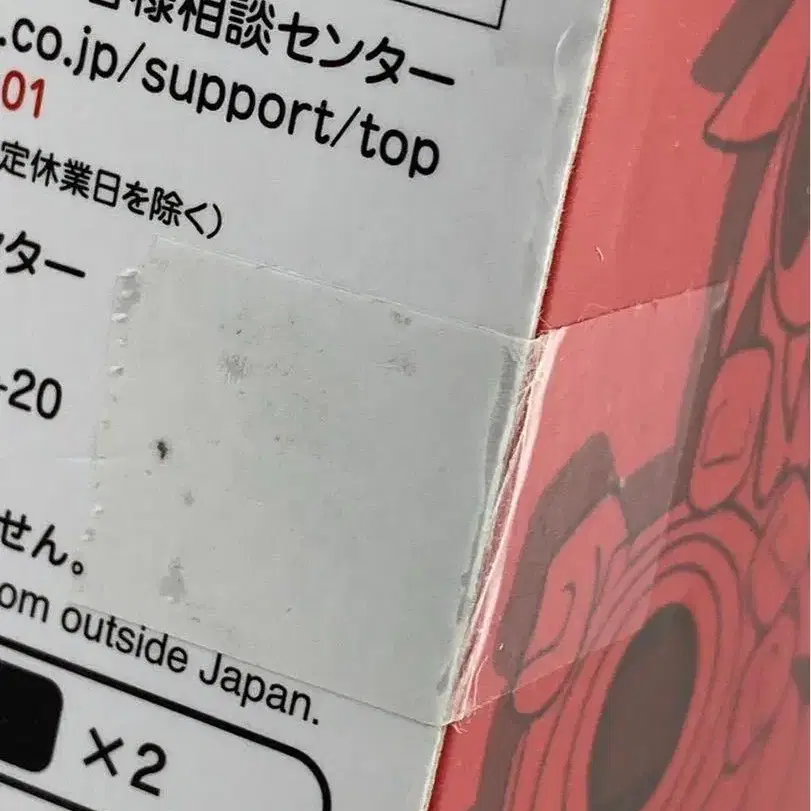 様相談センター
.co.jp/support/top
01
定休業日を除く)
ター
-20
せん。
om outside Japan.
×2